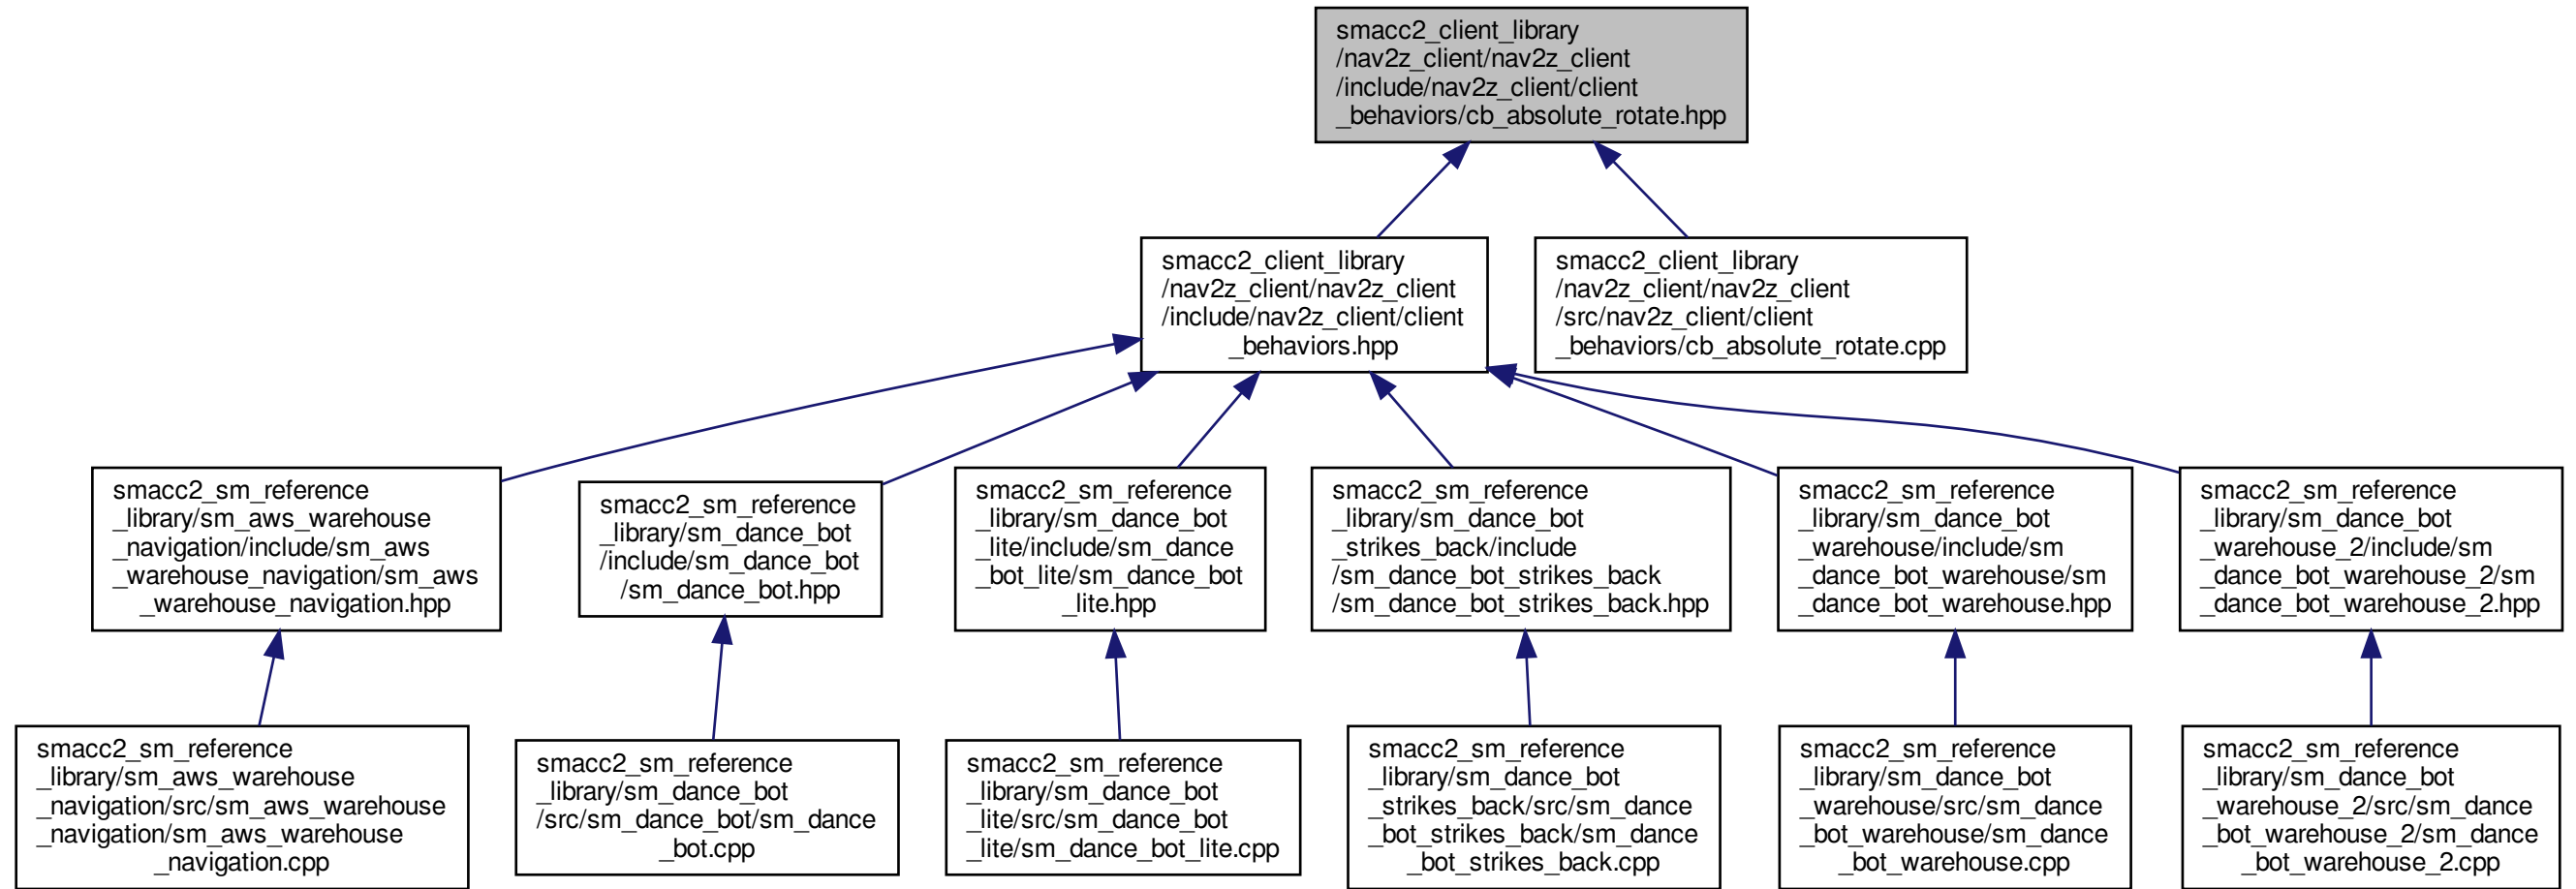 smacc2_client_library
/nav2z_client/nav2z_client
/include/nav2z_client/client
_behaviors/cb_absolute_rotate.hpp
smacc2_client_library
/nav2z_client/nav2z_client
/include/nav2z_client/client
_behaviors.hpp
smacc2_client_library
/nav2z_client/nav2z_client
/src/nav2z_client/client
_behaviors/cb_absolute_rotate.cpp
smacc2_sm_reference
_library/sm_aws_warehouse
_navigation/include/sm_aws
_warehouse_navigation/sm_aws
_warehouse_navigation.hpp
smacc2_sm_reference
_library/sm_dance_bot
/include/sm_dance_bot
/sm_dance_bot.hpp
smacc2_sm_reference
_library/sm_dance_bot
_lite/include/sm_dance
_bot_lite/sm_dance_bot
_lite.hpp
smacc2_sm_reference
_library/sm_dance_bot
_strikes_back/include
/sm_dance_bot_strikes_back
/sm_dance_bot_strikes_back.hpp
smacc2_sm_reference
_library/sm_dance_bot
_warehouse/include/sm
_dance_bot_warehouse/sm
_dance_bot_warehouse.hpp
smacc2_sm_reference
_library/sm_dance_bot
_warehouse_2/include/sm
_dance_bot_warehouse_2/sm
_dance_bot_warehouse_2.hpp
smacc2_sm_reference
_library/sm_aws_warehouse
_navigation/src/sm_aws_warehouse
_navigation/sm_aws_warehouse
_navigation.cpp
smacc2_sm_reference
_library/sm_dance_bot
/src/sm_dance_bot/sm_dance
_bot.cpp
smacc2_sm_reference
_library/sm_dance_bot
_lite/src/sm_dance_bot
_lite/sm_dance_bot_lite.cpp
smacc2_sm_reference
_library/sm_dance_bot
_strikes_back/src/sm_dance
_bot_strikes_back/sm_dance
_bot_strikes_back.cpp
smacc2_sm_reference
_library/sm_dance_bot
_warehouse/src/sm_dance
_bot_warehouse/sm_dance
_bot_warehouse.cpp
smacc2_sm_reference
_library/sm_dance_bot
_warehouse_2/src/sm_dance
_bot_warehouse_2/sm_dance
_bot_warehouse_2.cpp